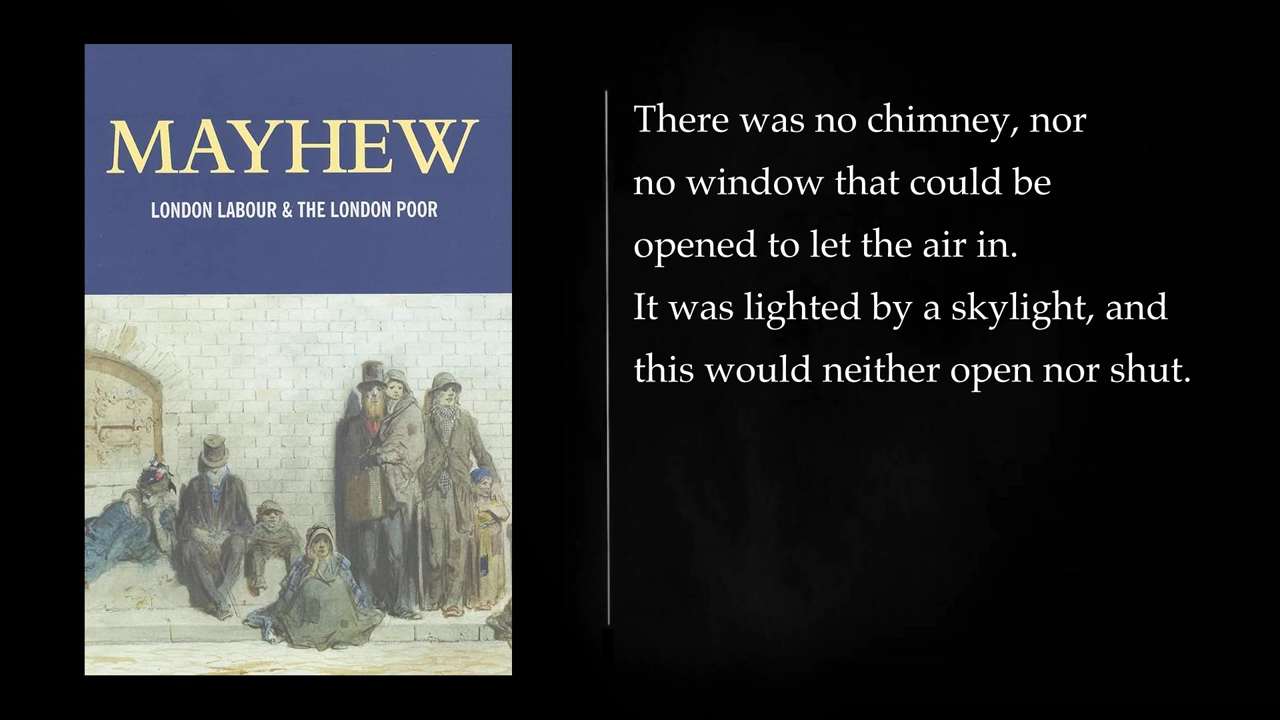 MAYHEW
LONDON LABOUR & THE LONDON POOR
There was no chimney, nor
no window that could be
opened to let the air in.
It was lighted by a skylight, and
this would neither open nor shut.